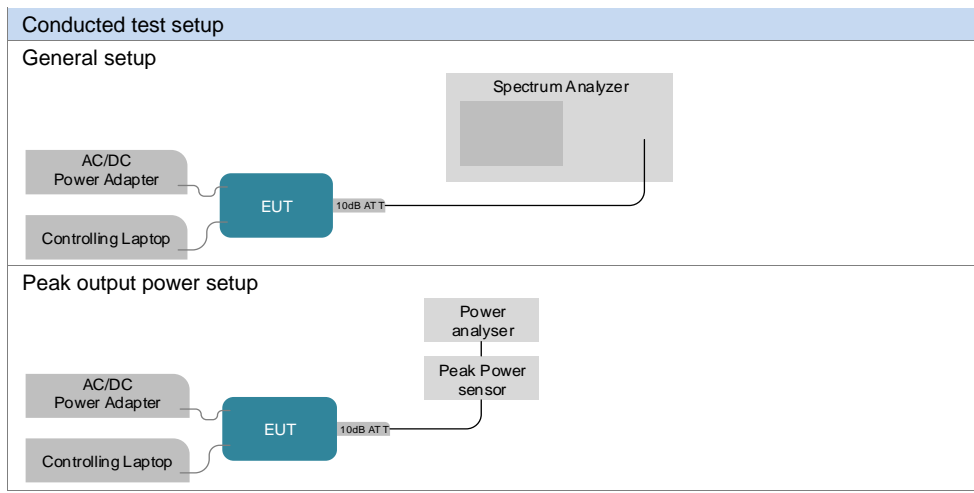 Conducted test setup
General setup
Spectrum Analyzer
AC/DC
Power Adapter
EUT
10dB ATT
Controlling Laptop
Peak output power setup
Power
analyser
Peak Power
sensor
AC/DC
Power Adapter
EUT
10dB ATT
Controlling Laptop